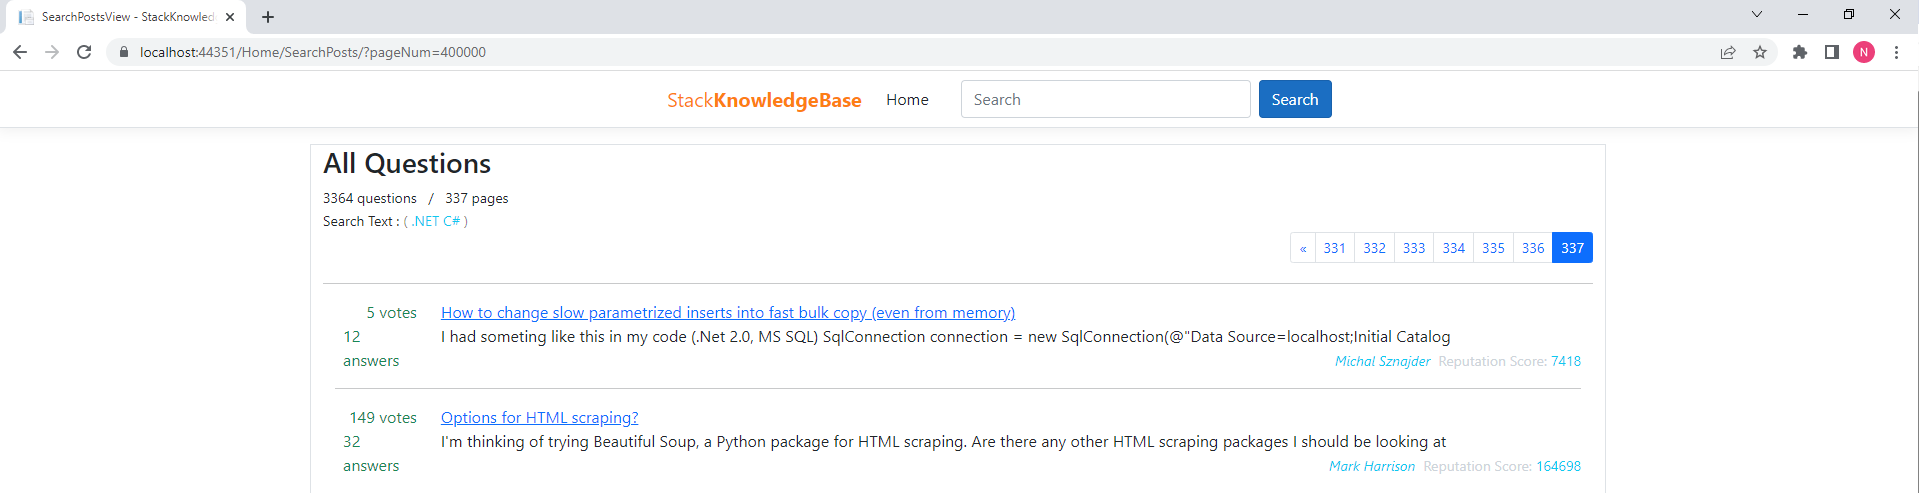 SearchPostsView - StackKnowled
localhost:44351/Home/SearchPosts/?pageNum=400000
N
StackKnowledgeBase Home Search Search
All Questions
3364 questions / 337 pages
Search Text : ( .NET C# )
« 331 332 333 334 335 336 337
5 votes How to change slow parametrized inserts into fast bulk copy (even from memory)
12 I had someting like this in my code (.Net 2.0, MS SQL) SqlConnection connection = new SqlConnection(@"Data Source=localhost;Initial Catalog
answers Michal Sznajder Reputation Score: 7418
149 votes Options for HTML scraping?
32 I'm thinking of trying Beautiful Soup, a Python package for HTML scraping. Are there any other HTML scraping packages I should be looking at
answers Mark Harrison Reputation Score: 164698